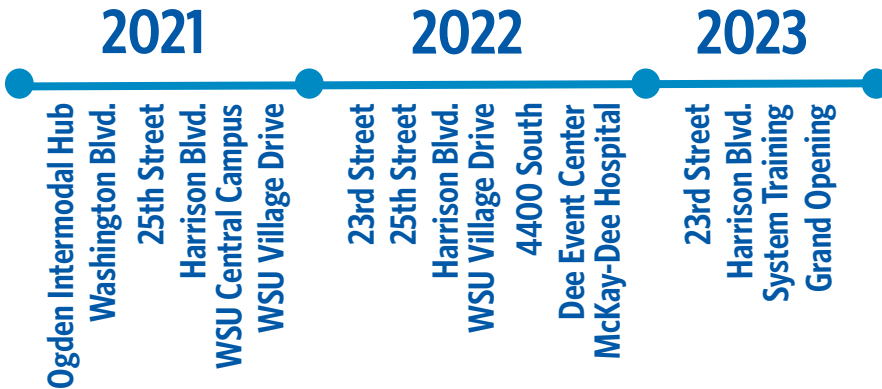 2021
Ogden Intermodal Hub
Washington Blvd.
25th Street
Harrison Blvd.
WSU Central Campus
WSU Village Drive
2022
23rd Street
25th Street
Harrison Blvd.
WSU Village Drive
4400 South
Dee Event Center
McKay-Dee Hospital
2023
23rd Street
Harrison Blvd.
System Training
Grand Opening